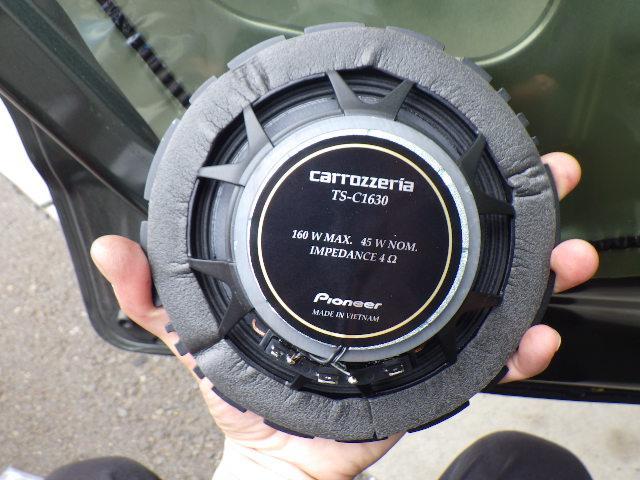 carrozzeria
TS-C1630
160 W MAX. 45 W NOM.
IMPEDANCE 4 Ω
Pioneer
MADE IN VIETNAM